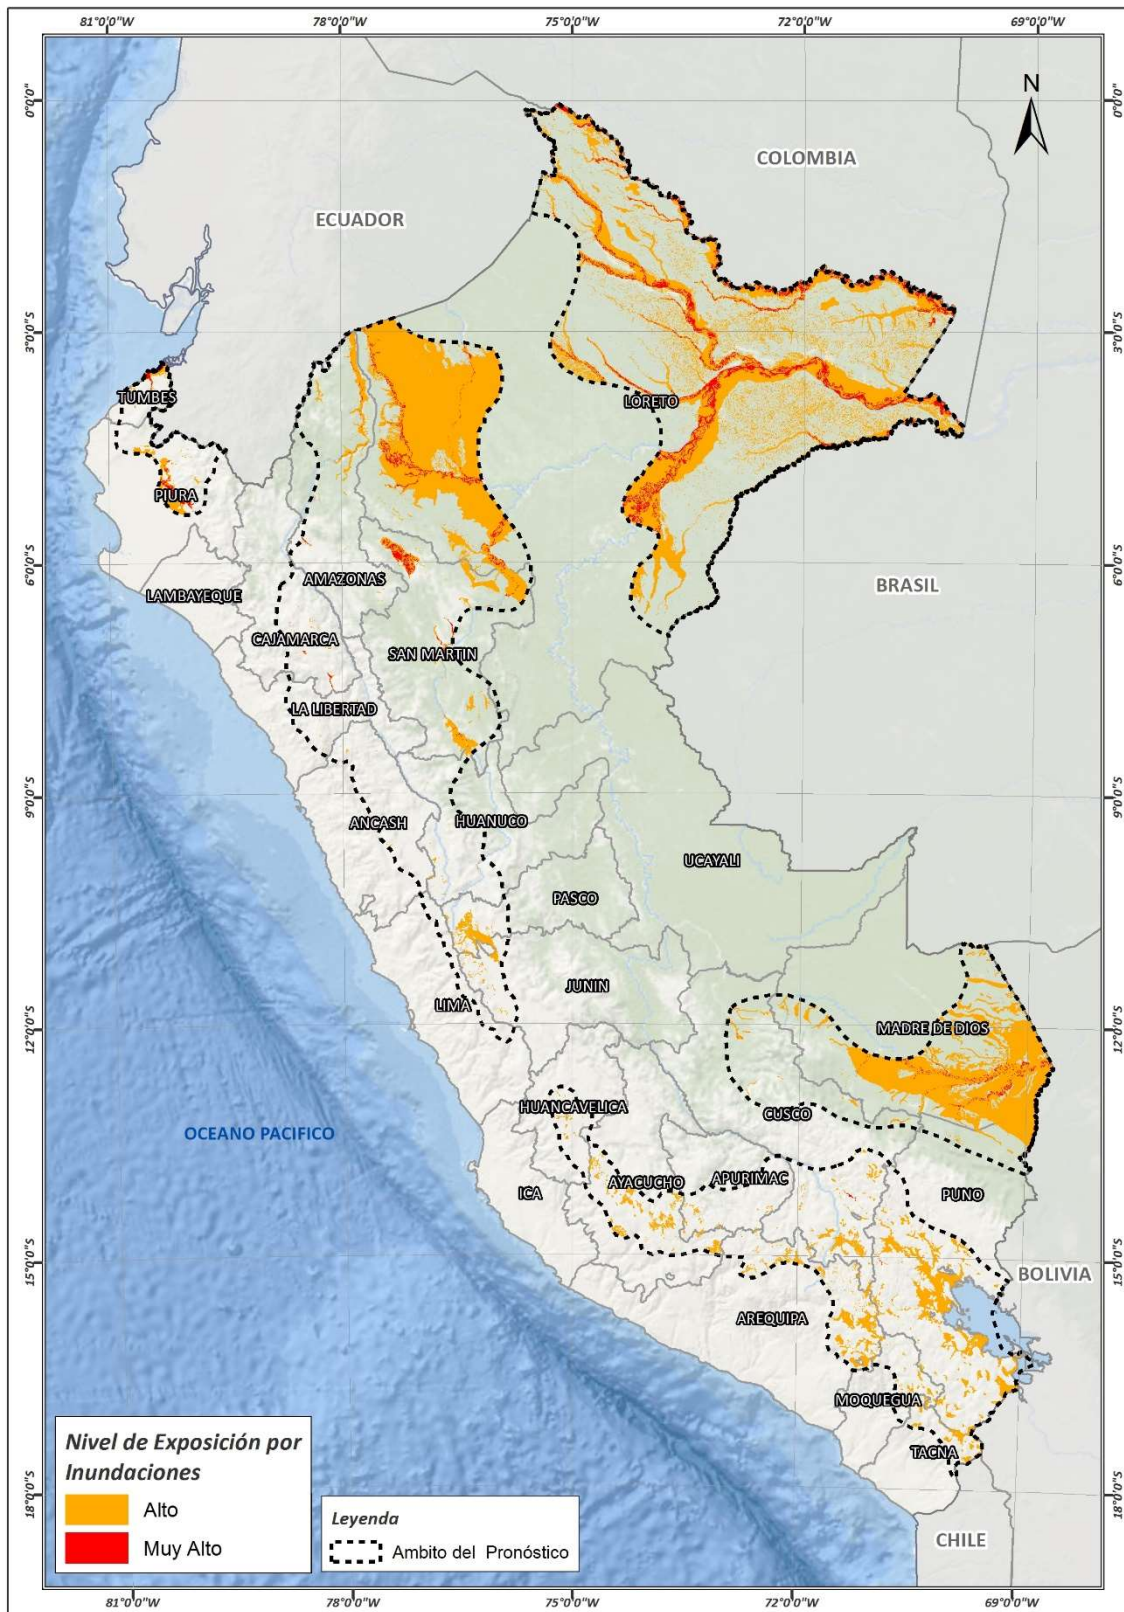 81°0'0"W
78°0'0"W
75°0'0"W
72°0'0"W
69°0'0"W
0°0'0"
0°0'0"
N
COLOMBIA
ECUADOR
3°0'0"S
3°0'0"S
TUMBES
LORETO
PIURA
6°0'0"S
6°0'0"S
AMAZONAS
BRASIL
LAMBAYEQUE
CAJAMARCA
SAN MARTIN
LA LIBERTAD
9°0'0"S
9°0'0"S
ANCASH
HUANUCO
UCAYALI
PASCO
JUNIN
LIMA
MADRE DE DIOS
12°0'0"S
12°0'0"S
HUANCAVELICA
CUSCO
OCEANO PACIFICO
AYACUCHO
APURIMAC
ICA
PUNO
15°0'0"S
15°0'0"S
BOLIVIA
AREQUIPA
MOQUEGUA
TACNA
18°0'0"S
18°0'0"S
CHILE
Nivel de Exposición por
Inundaciones
Alto
Muy Alto
Leyenda
Ambito del Pronóstico
81°0'0"W
78°0'0"W
75°0'0"W
72°0'0"W
69°0'0"W